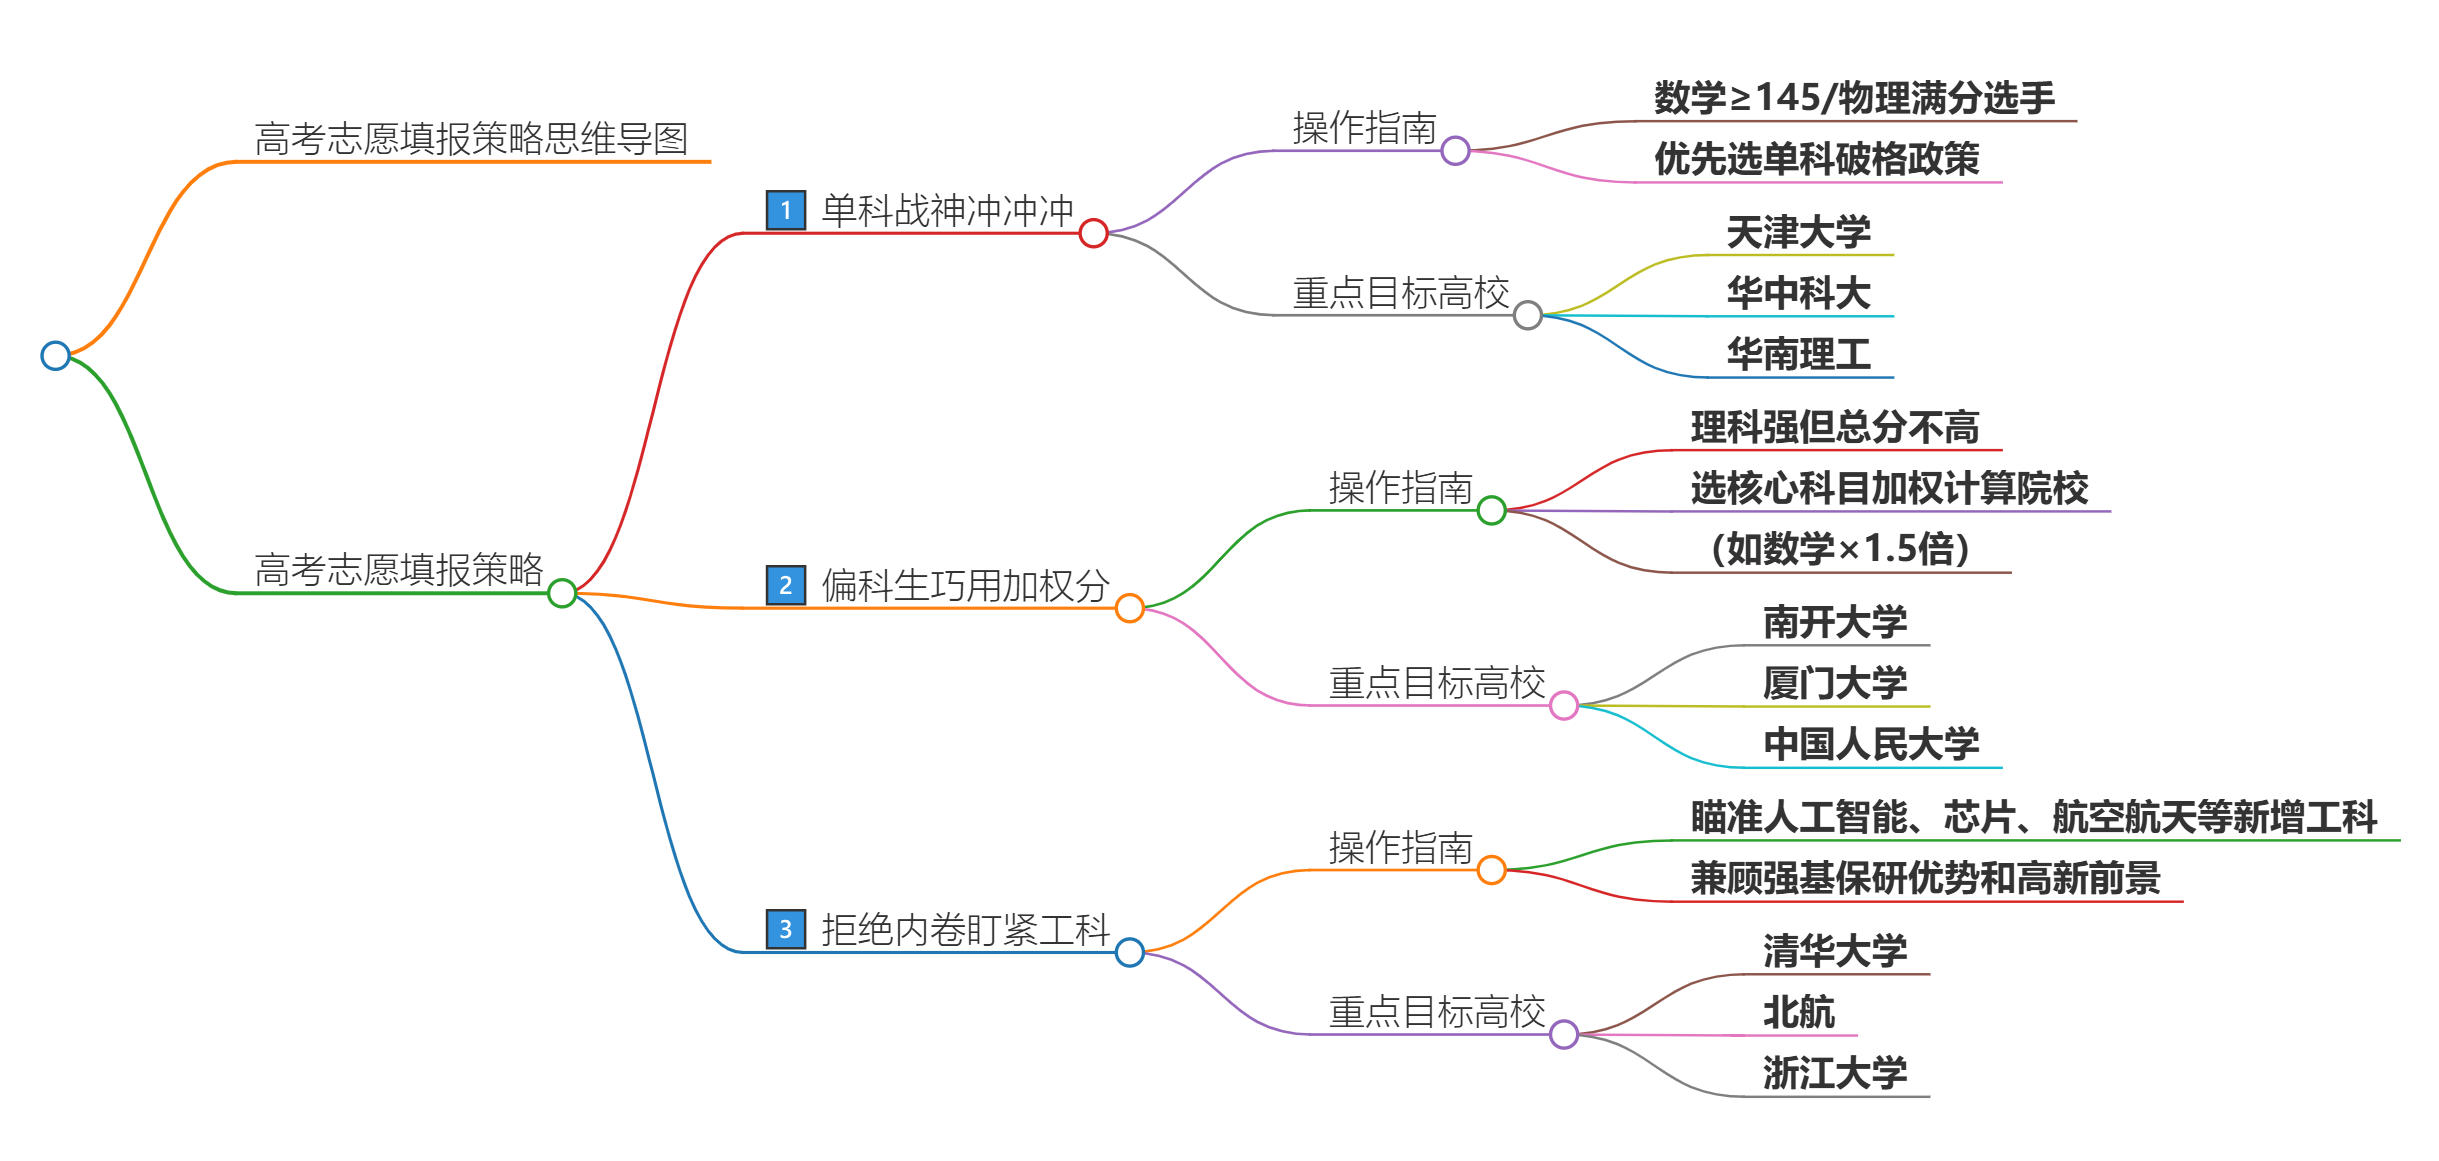 高考志愿填报策略思维导图
高考志愿填报策略
1 单科战神冲冲冲
操作指南
数学≥145/物理满分选手
优先选单科破格政策
重点目标高校
天津大学
华中科大
华南理工
2 偏科生巧用加权分
操作指南
理科强但总分不高
选核心科目加权计算院校
（如数学×1.5倍）
重点目标高校
南开大学
厦门大学
中国人民大学
3 拒绝内卷盯紧工科
操作指南
瞄准人工智能、芯片、航空航天等新增工科
兼顾强基保研优势和高新前景
重点目标高校
清华大学
北航
浙江大学